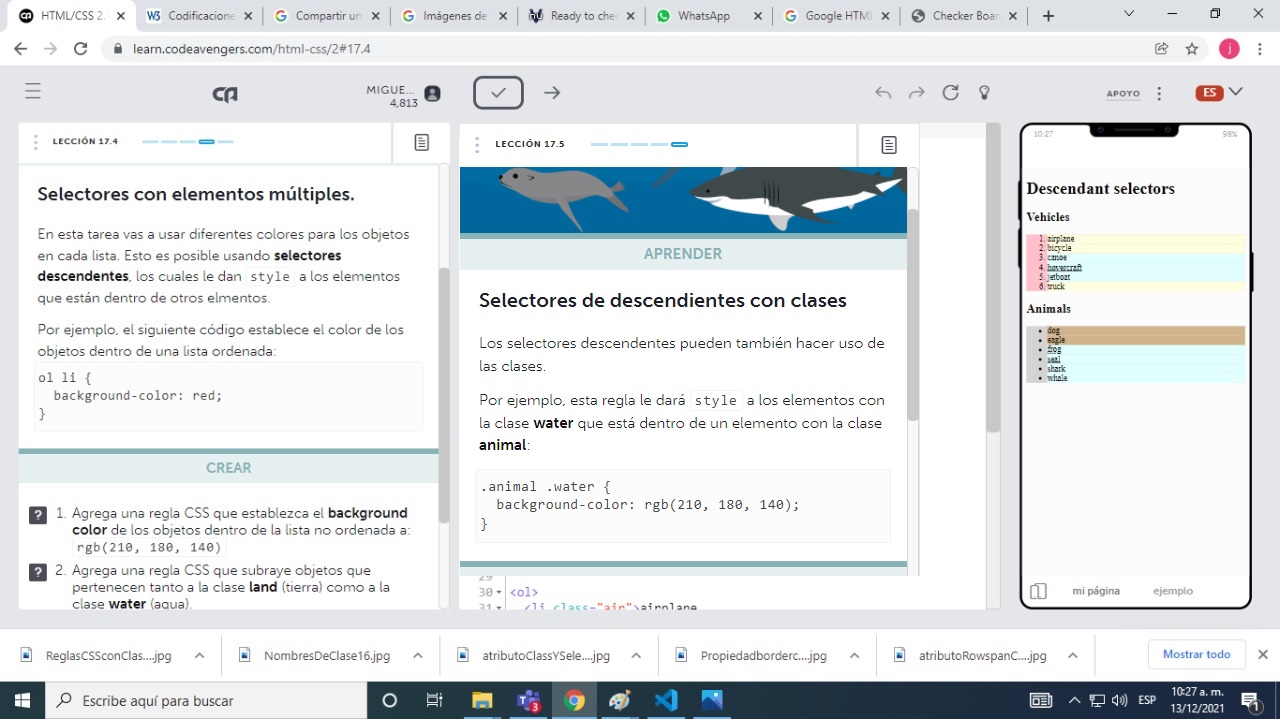 HTML/CSS 2.
Codificacione
Compartir un
Imágenes de
Ready to che
WhatsApp
Google HTML
Checker Boar
learn.codeavengers.com/html-css/2#17.4
j
MIGUE...
4,813
APOYO
ES
LECCIÓN 17.4
Selectores con elementos múltiples.
En esta tarea vas a usar diferentes colores para los objetos
en cada lista. Esto es posible usando selectores
descendentes, los cuales le dan style a los elementos
que están dentro de otros elmentos.
Por ejemplo, el siguiente código establece el color de los
objetos dentro de una lista ordenada:
ol li {
background-color: red;
}
CREAR
? 1. Agrega una regla CSS que establezca el background
color de los objetos dentro de la lista no ordenada a:
rgb(210, 180, 140)
? 2. Agrega una regla CSS que subraye objetos que
pertenecen tanto a la clase land (tierra) como a la
clase water (agua).
LECCIÓN 17.5
APRENDER
Selectores de descendientes con clases
Los selectores descendentes pueden también hacer uso de
las clases.
Por ejemplo, esta regla le dará style a los elementos con
la clase water que está dentro de un elemento con la clase
animal:
.animal .water {
background-color: rgb(210, 180, 140);
}
29
30 <ol>
31 <li class="air">airplane
10:27
98%
Descendant selectors
Vehicles
1. airplane
2. bicycle
3. canoe
4. hovercraft
5. jetboat
6. truck
Animals
dog
eagle
frog
seal
shark
whale
mi página
ejemplo
ReglasCSSconClas....jpg
NombresDeClase16.jpg
atributoClassYSele....jpg
Propiedadborderc....jpg
atributoRowspanC....jpg
Mostrar todo
Escribe aquí para buscar
3
ESP
10:27 a. m.
13/12/2021
1